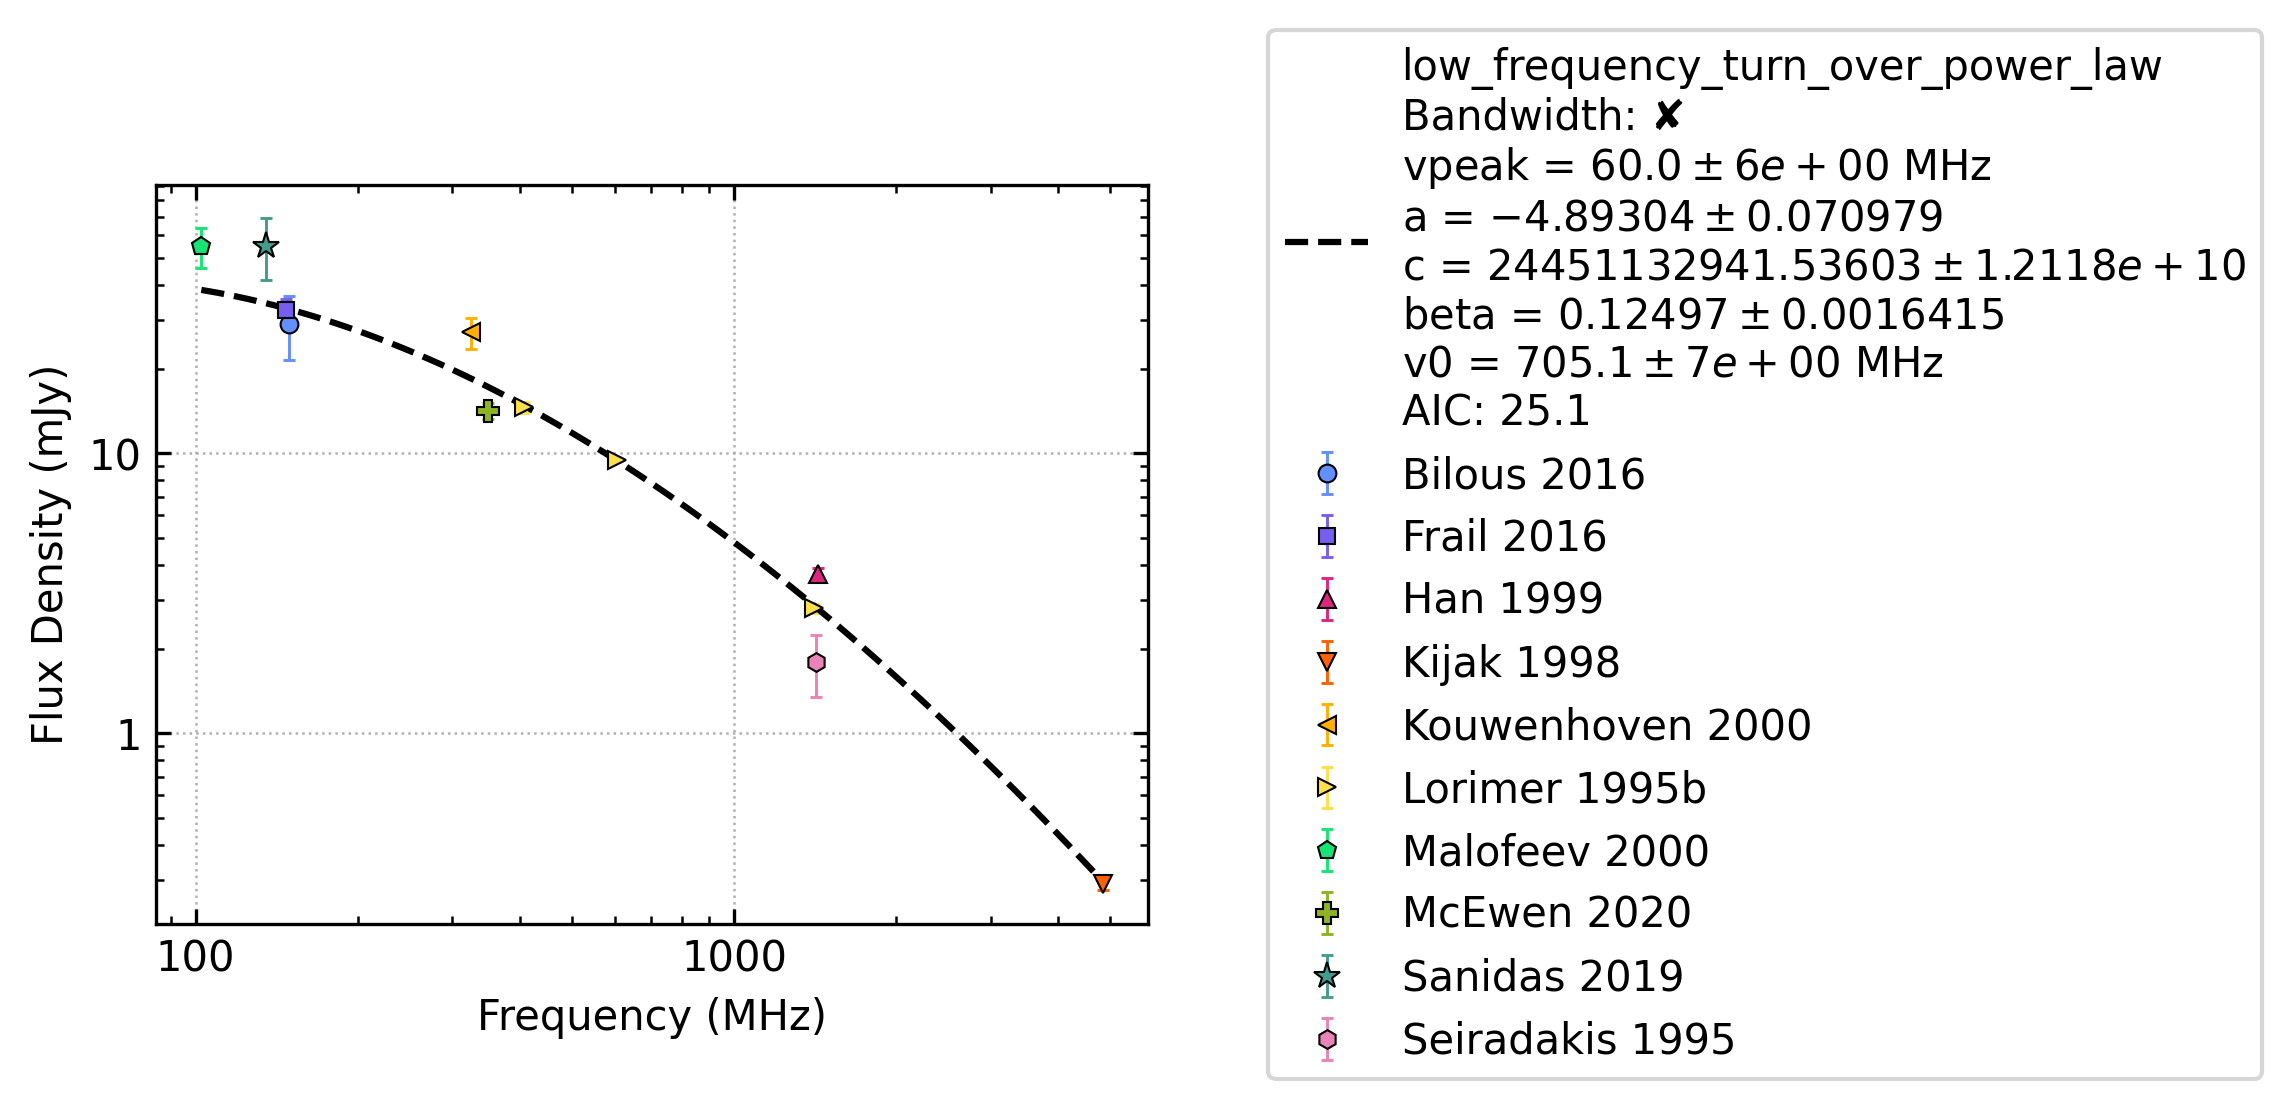 low_frequency_turn_over_power_law
Bandwidth: ✘
vpeak = 60.0 ± 6e + 00 MHz
a = −4.89304 ± 0.070979
c = 24451132941.53603 ± 1.2118e + 10
beta = 0.12497 ± 0.0016415
v0 = 705.1 ± 7e + 00 MHz
AIC: 25.1
Bilous 2016
Frail 2016
Han 1999
Kijak 1998
Kouwenhoven 2000
Lorimer 1995b
Malofeev 2000
McEwen 2020
Sanidas 2019
Seiradakis 1995
Flux Density (mJy)
10
1
100
1000
Frequency (MHz)